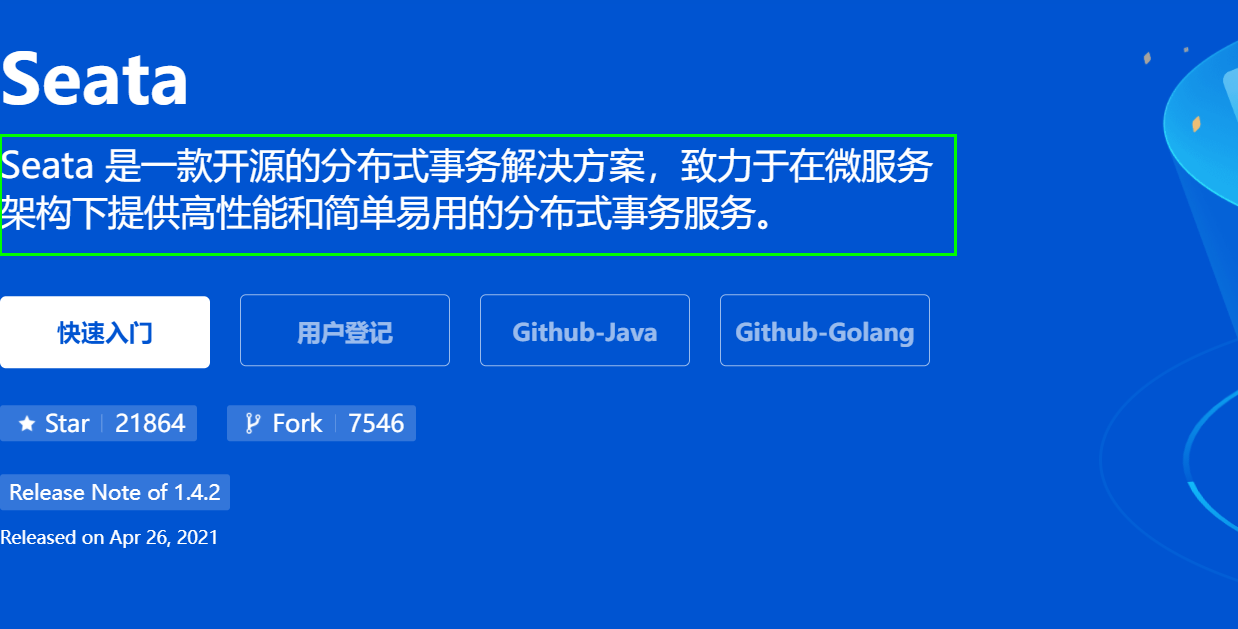 Seata
Seata 是一款开源的分布式事务解决方案，致力于在微服务
架构下提供高性能和简单易用的分布式事务服务。
快速入门 用户登记 Github-Java Github-Golang
Star 21864 Fork 7546
Release Note of 1.4.2
Released on Apr 26, 2021